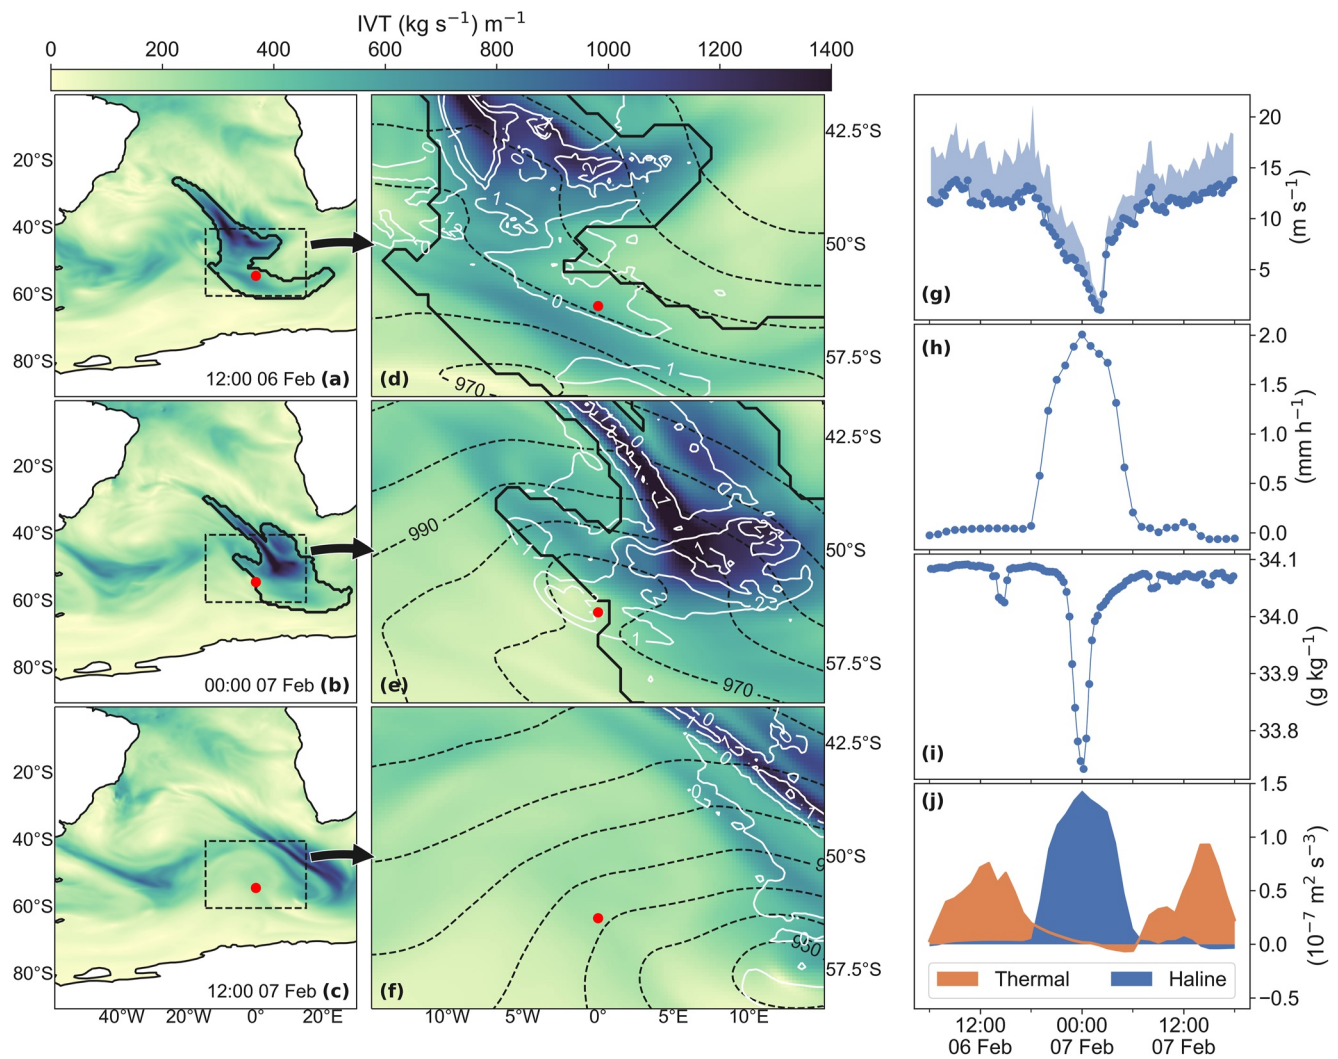 IVT (kg s⁻¹) m⁻¹
0 200 400 600 800 1000 1200 1400
20°S
40°S
60°S
80°S
12:00 06 Feb (a)
20°S
40°S
60°S
80°S
00:00 07 Feb (b)
20°S
40°S
60°S
80°S
12:00 07 Feb (c)
40°W 20°W 0° 20°E
(d)
970
0
1
42.5°S
50°S
57.5°S
(e)
990
970
1
42.5°S
50°S
57.5°S
(f)
0
1
42.5°S
50°S
57.5°S
10°W 5°W 0° 5°E 10°E
20
15
10
5
(m s⁻¹)
(g)
2.0
1.5
1.0
0.5
0.0
(mm h⁻¹)
(h)
34.1
34.0
33.9
33.8
(g kg⁻¹)
(i)
1.5
1.0
0.5
0.0
−0.5
(10⁻⁷ m² s⁻³)
(j)
Thermal Haline
12:00 00:00 12:00
06 Feb 07 Feb 07 Feb